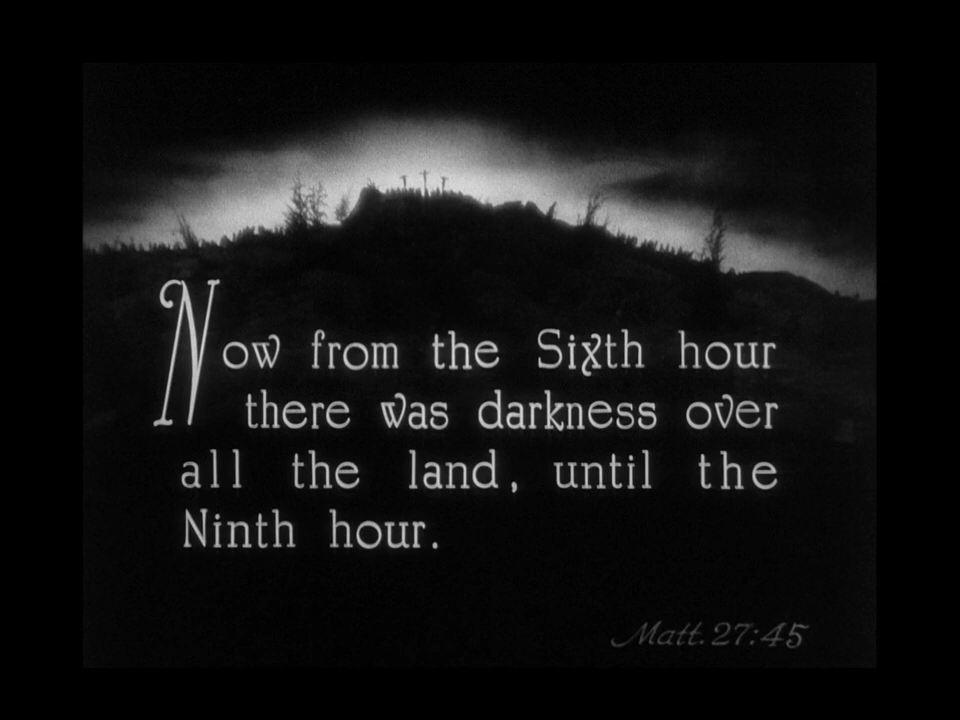 Now from the Sixth hour
there was darkness over
all the land, until the
Ninth hour.
Matt. 27:45